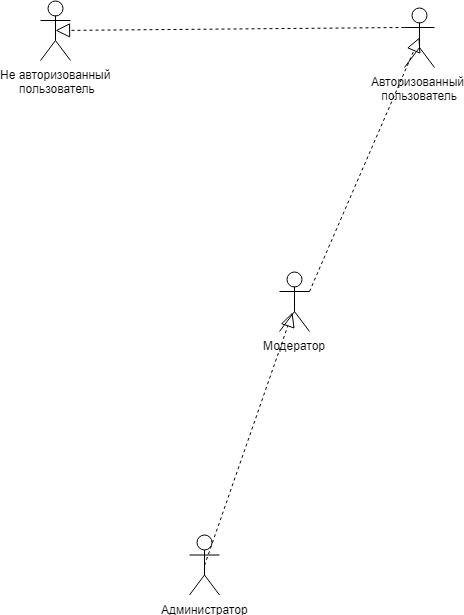 Не авторизованный
пользователь
Авторизованный
пользователь
Модератор
Администратор